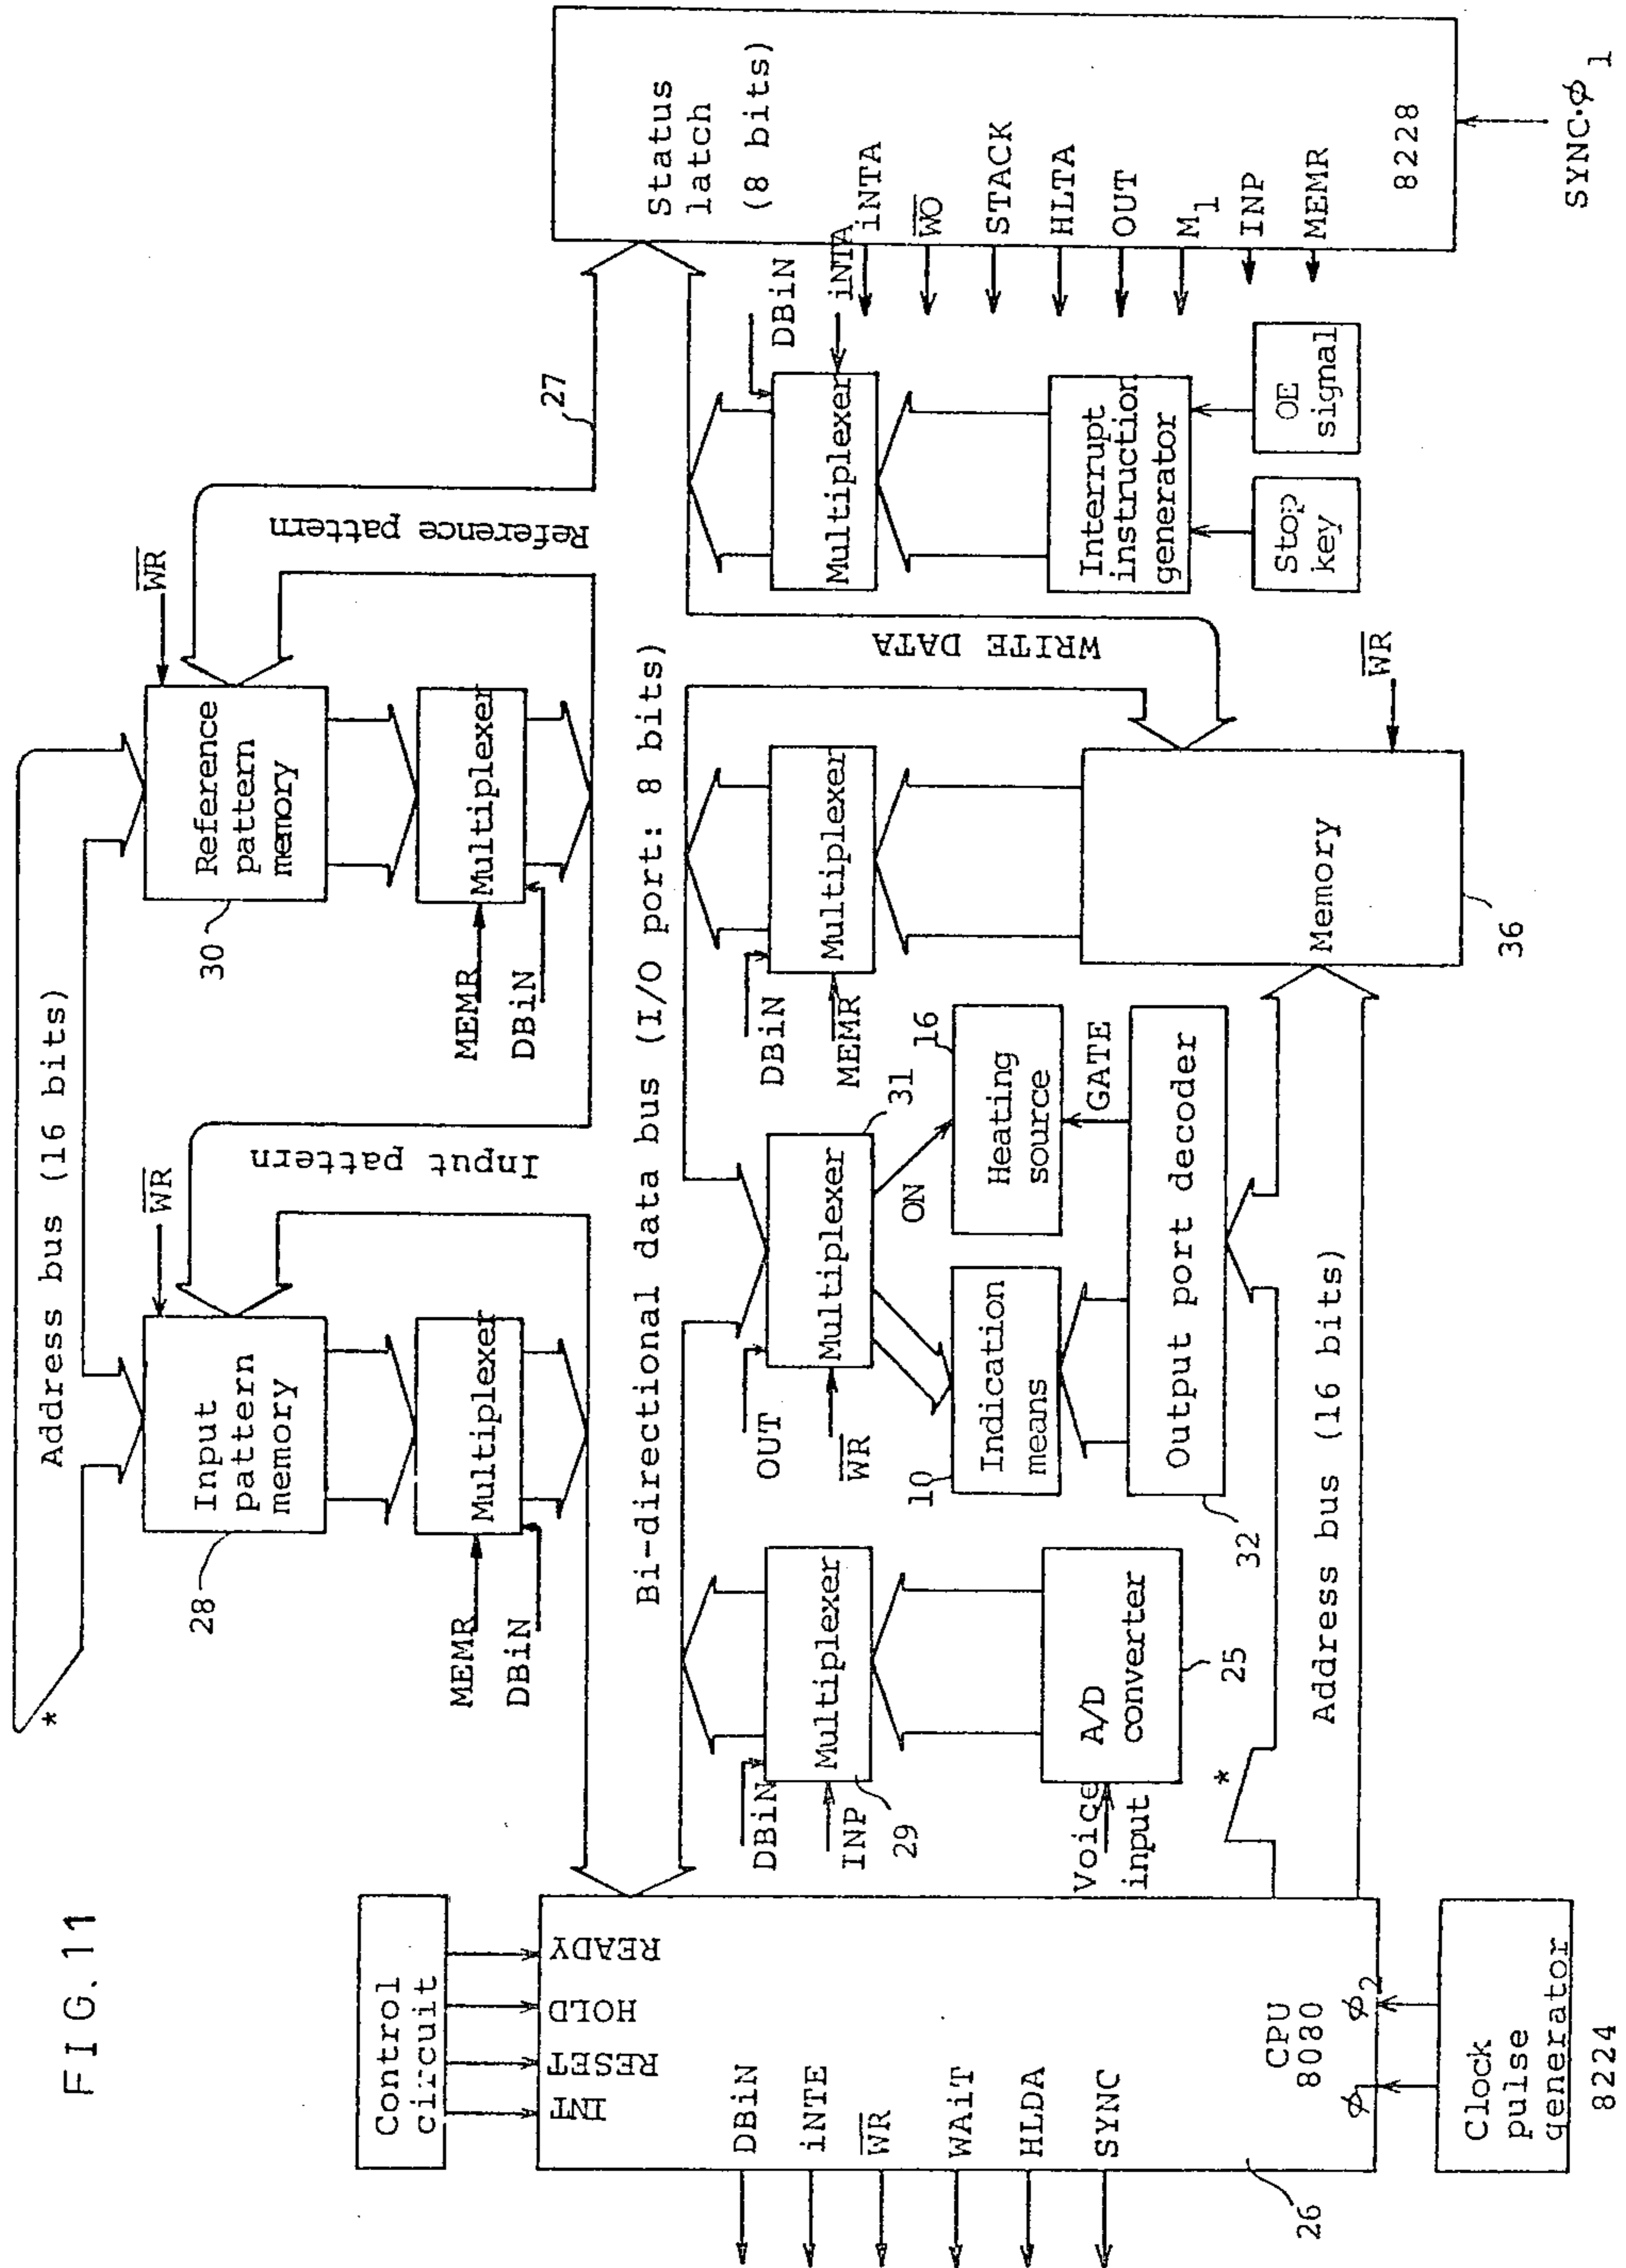 FIG.11
*
Address bus (16 bits)
Input
pattern
memory
28
WR
Input pattern
MEMR
DBiN
Multiplexer
Reference
pattern
memory
30
WR
Reference pattern
MEMR
DBiN
Multiplexer
27
Control
circuit
INT
RESET
HOLD
READY
DBiN
iNTE
WR
WAiT
HLDA
SYNC
CPU
8080
ϕ
ϕ2
26
Clock
pulse
generator
8224
Bi-directional data bus (I/O port: 8 bits)
DBiN
INP
Multiplexer
29
A/D
converter
25
Voice
input
OUT
WR
Multiplexer
31
ON
Indication
means
10
Heating
source
16
GATE
Output port decoder
32
*
Address bus (16 bits)
DBiN
MEMR
Multiplexer
Memory
36
WR
WRITE DATA
DBiN
iNTA
Multiplexer
Interrupt
instruction
generator
Stop
key
OE
signal
Status
latch
(8 bits)
iNTA
WO
STACK
HLTA
OUT
M1
INP
MEMR
8228
SYNC·ϕ1